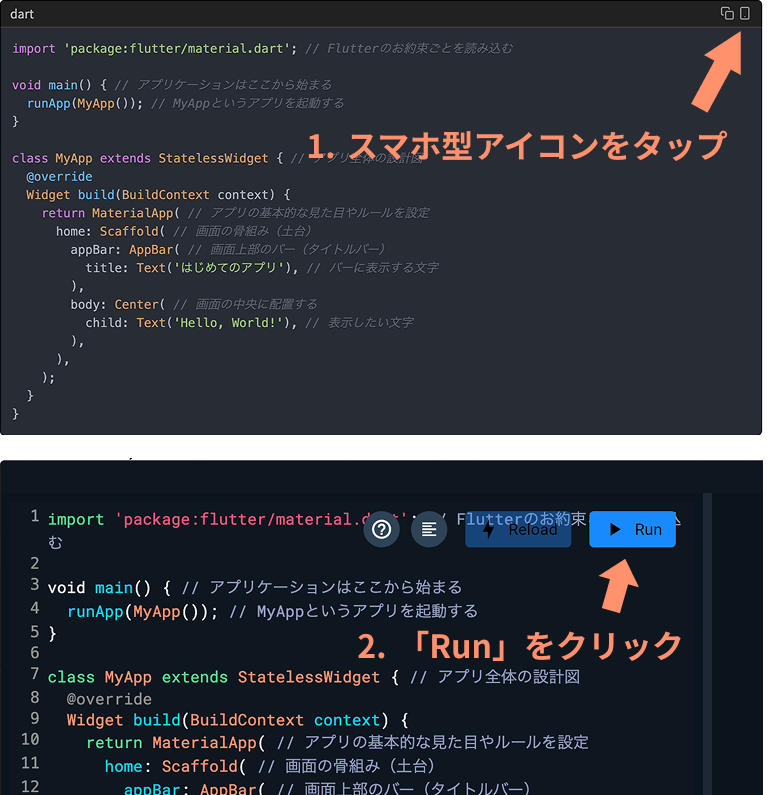 dart
import 'package:flutter/material.dart'; // Flutterのお約束ごとを読み込む
void main() { // アプリケーションはここから始まる
runApp(MyApp()); // MyAppというアプリを起動する
}
1. スマホ型アイコンをタップ
class MyApp extends StatelessWidget { // アプリ全体の設計図
@override
Widget build(BuildContext context) {
return MaterialApp( // アプリの基本的な見た目やルールを設定
home: Scaffold( // 画面の骨組み（土台）
appBar: AppBar( // 画面上部のバー（タイトルバー）
title: Text('はじめてのアプリ'), // バーに表示する文字
),
body: Center( // 画面の中央に配置する
child: Text('Hello, World!'), // 表示したい文字
),
),
);
}
}
1 import 'package:flutter/material.dart'; // Flutterのお約束
む
Reload
Run
2
3 void main() { // アプリケーションはここから始まる
4 runApp(MyApp()); // MyAppというアプリを起動する
5 }
2. 「Run」をクリック
6
7 class MyApp extends StatelessWidget { // アプリ全体の設計図
8 @override
9 Widget build(BuildContext context) {
10 return MaterialApp( // アプリの基本的な見た目やルールを設定
11 home: Scaffold( // 画面の骨組み（土台）
12 appBar: AppBar( // 画面上部のバー（タイトルバー）